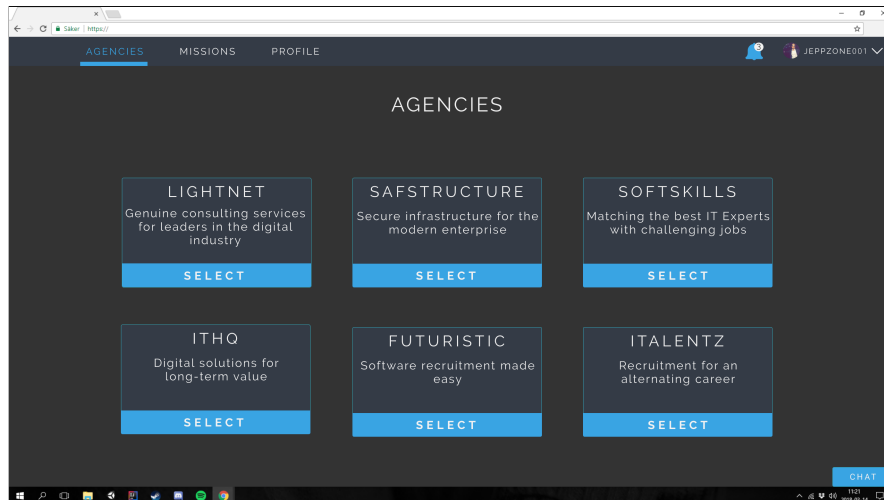 Säker | https://
AGENCIES MISSIONS PROFILE
3
JEPPZONE001
AGENCIES
LIGHTNET
Genuine consulting services
for leaders in the digital
industry
SELECT
SAFSTRUCTURE
Secure infrastructure for the
modern enterprise
SELECT
SOFTSKILLS
Matching the best IT Experts
with challenging jobs
SELECT
ITHQ
Digital solutions for
long-term value
SELECT
FUTURISTIC
Software recruitment made
easy
SELECT
ITALENTZ
Recruitment for an
alternating career
SELECT
CHAT
11:21